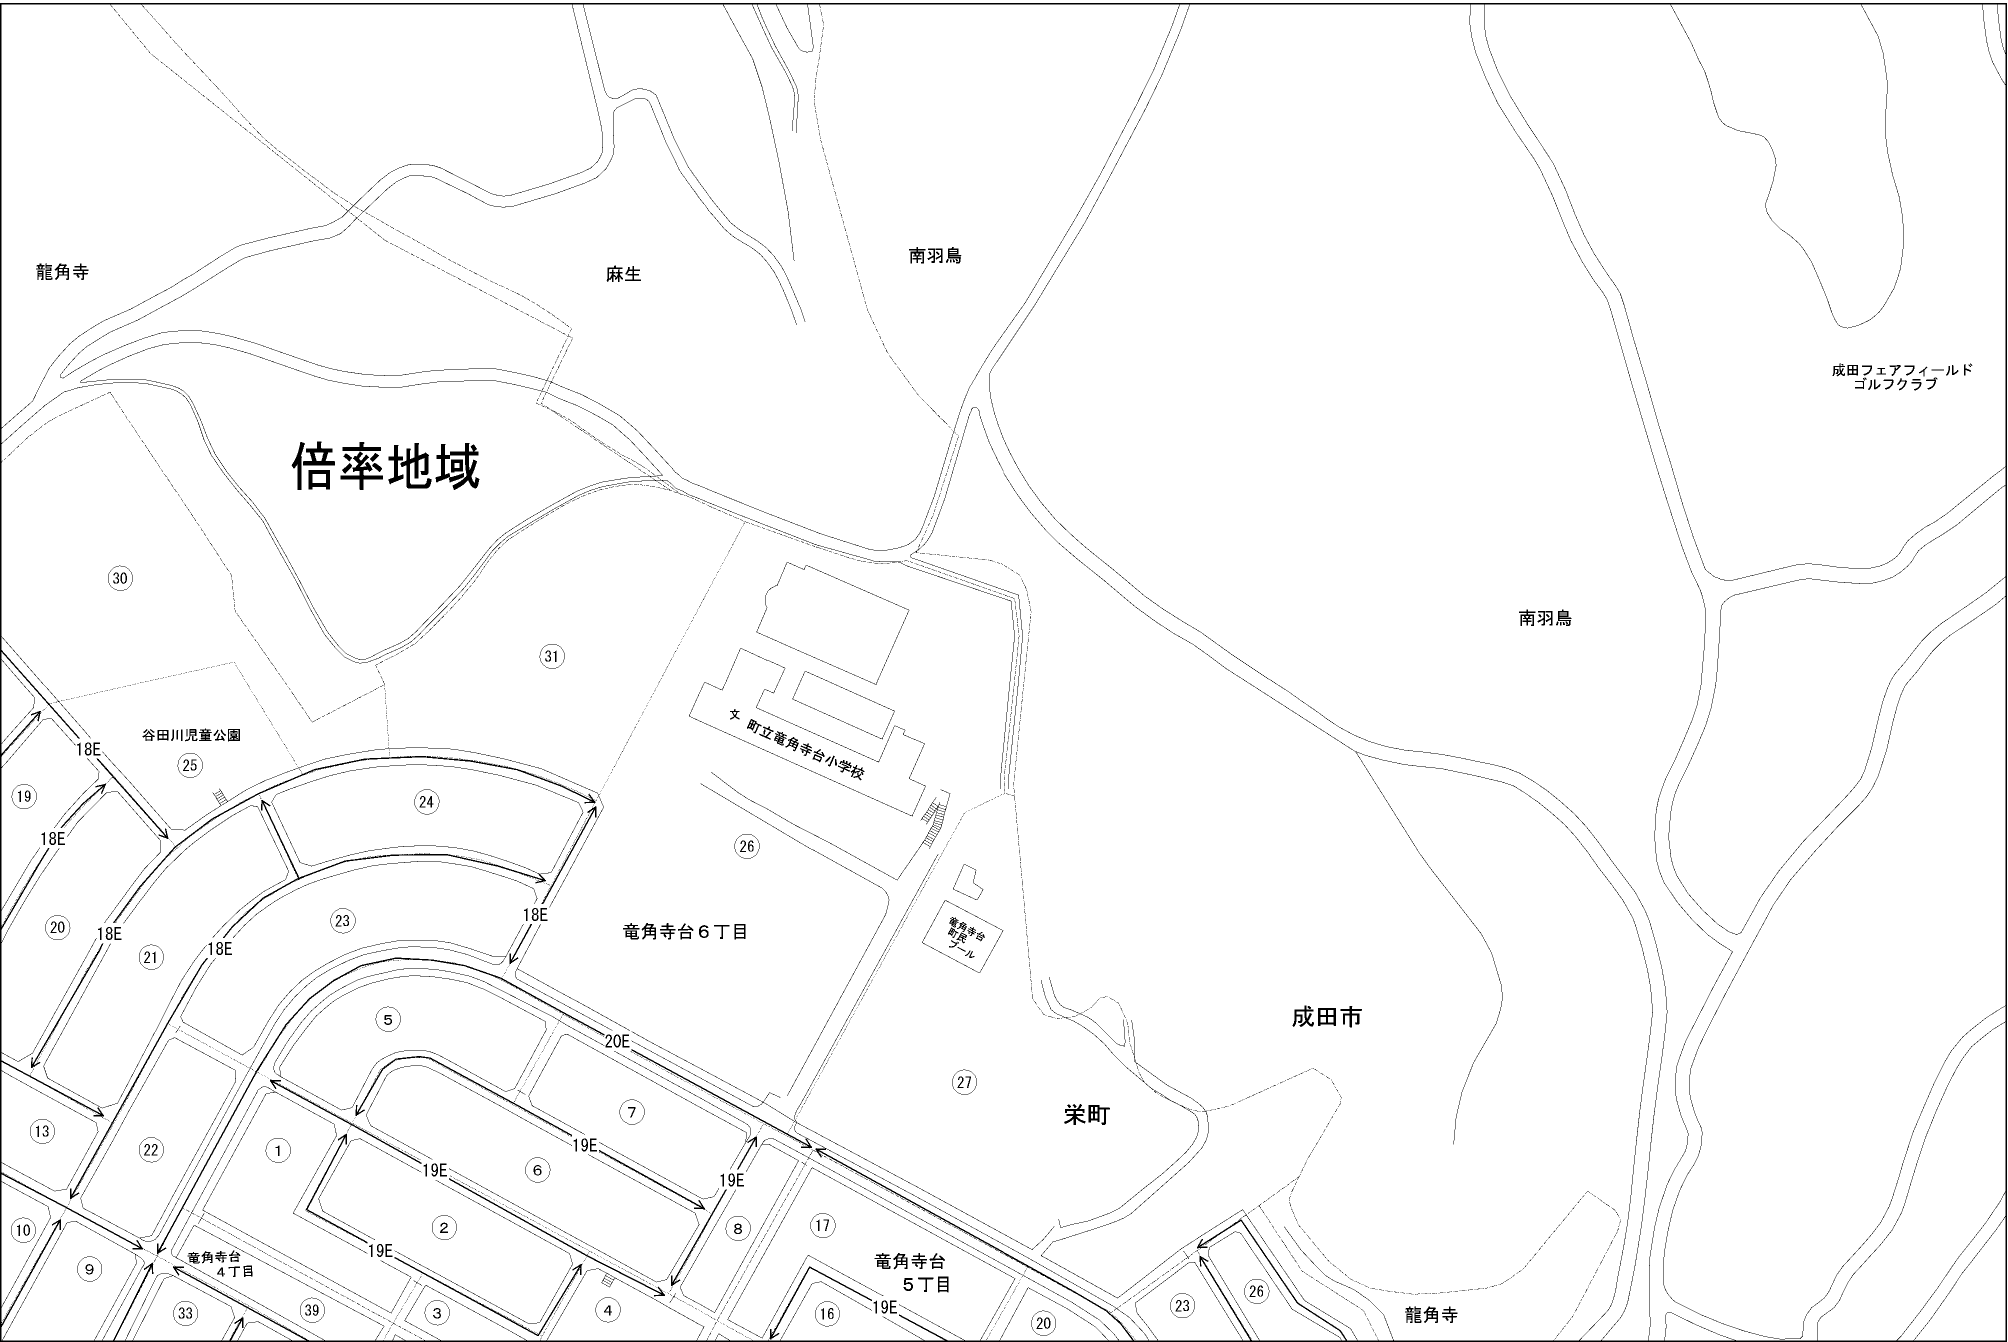 南羽鳥
龍角寺
麻生
成田フェアフィールド
ゴルフクラブ
倍率地域
30
南羽鳥
31
文
町立竜角寺台小学校
谷田川児童公園
25
18E
19
24
18E
26
18E
23
竜角寺台
町民
プール
竜角寺台６丁目
20
18E
18E
21
5
成田市
20E
27
7
栄町
13
22
1
19E
6
19E
19E
2
8
17
10
19E
竜角寺台
４丁目
竜角寺台
５丁目
9
33
39
3
4
16
19E
20
23
26
龍角寺